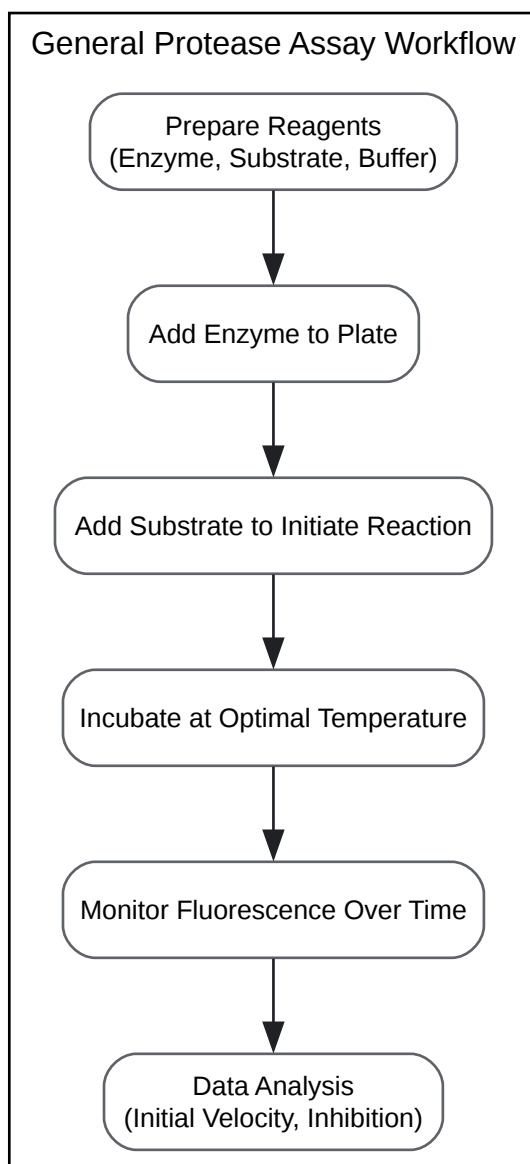 General Protease Assay Workflow
Prepare Reagents
(Enzyme, Substrate, Buffer)
Add Enzyme to Plate
Add Substrate to Initiate Reaction
Incubate at Optimal Temperature
Monitor Fluorescence Over Time
Data Analysis
(Initial Velocity, Inhibition)